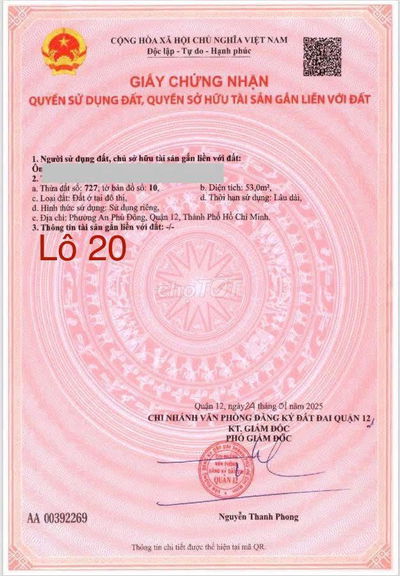 CỘNG HÒA XÃ HỘI CHỦ NGHĨA VIỆT NAM
Độc lập - Tự do - Hạnh phúc
GIẤY CHỨNG NHẬN
QUYỀN SỬ DỤNG ĐẤT, QUYỀN SỞ HỮU TÀI SẢN GẮN LIỀN VỚI ĐẤT
1. Người sử dụng đất, chủ sở hữu tài sản gắn liền với đất:
2.
a. Thửa đất số: 727, tờ bản đồ số: 10, b. Diện tích: 53,0m²,
c. Loại đất: Đất ở tại đô thị, d. Thời hạn sử dụng: Lâu dài,
đ. Hình thức sử dụng: Sử dụng riêng,
e. Địa chỉ: Phường An Phú Đông, Quận 12, Thành Phố Hồ Chí Minh.
3. Thông tin tài sản gắn liền với đất: -/-
Lô 20
choTỐT
Quận 12, ngày 24 tháng 01 năm 2025
CHI NHÁNH VĂN PHÒNG ĐĂNG KÝ ĐẤT ĐAI QUẬN 12
KT. GIÁM ĐỐC
PHÓ GIÁM ĐỐC
QUẬN 12
AA 00392269
Nguyễn Thanh Phong
Thông tin chi tiết được thể hiện tại mã QR.